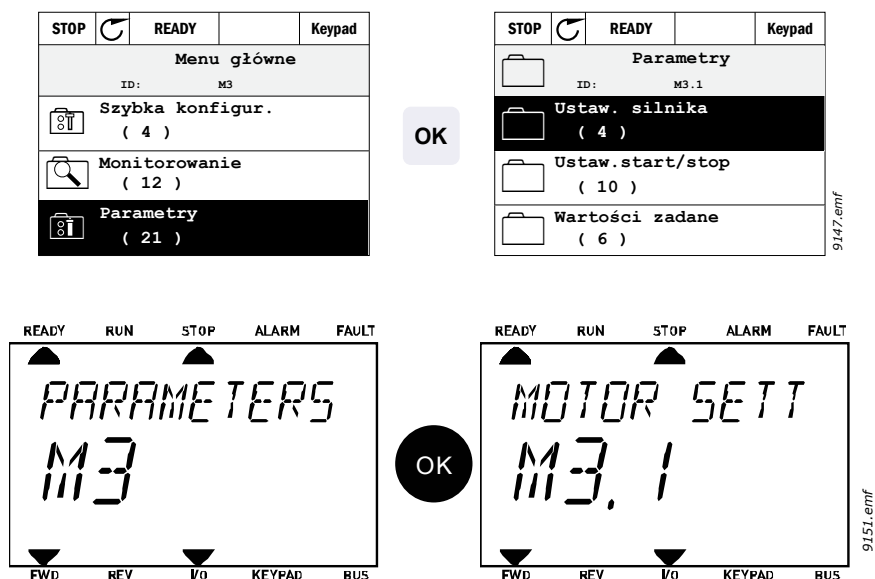 STOP READY Keypad
Menu główne
ID: M3
Szybka konfigur.
( 4 )
Monitorowanie
( 12 )
Parametry
( 21 )
OK
STOP READY Keypad
Parametry
ID: M3.1
Ustaw. silnika
( 4 )
Ustaw.start/stop
( 10 )
Wartości zadane
( 6 )
9147.emf
READY RUN STOP ALARM FAULT
PARAMETERS
M3
FWD REV I/O KEYPAD BUS
OK
READY RUN STOP ALARM FAULT
MOTOR SETT
M3.1
FWD REV I/O KEYPAD BUS
9151.emf